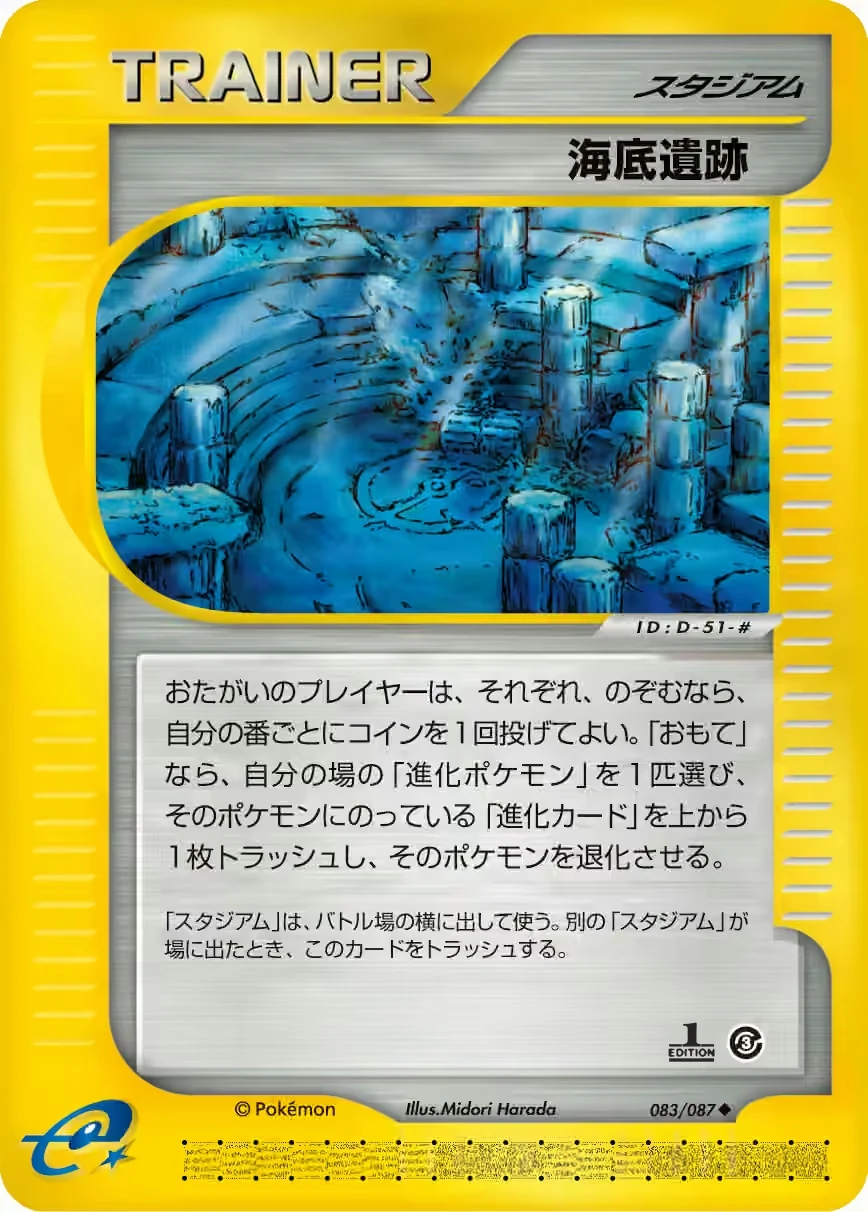 TRAINER
スタジアム
海底遺跡
ID:D-51-#
おたがいのプレイヤーは、それぞれ、のぞむなら、
自分の番ごとにコインを1回投げてよい。「おもて」
なら、自分の場の「進化ポケモン」を1匹選び、
そのポケモンにのっている「進化カード」を上から
1枚トラッシュし、そのポケモンを退化させる。
「スタジアム」は、バトル場の横に出して使う。別の「スタジアム」が
場に出たとき、このカードをトラッシュする。
1
EDITION
3
© Pokémon
Illus.Midori Harada
083/087◆
e